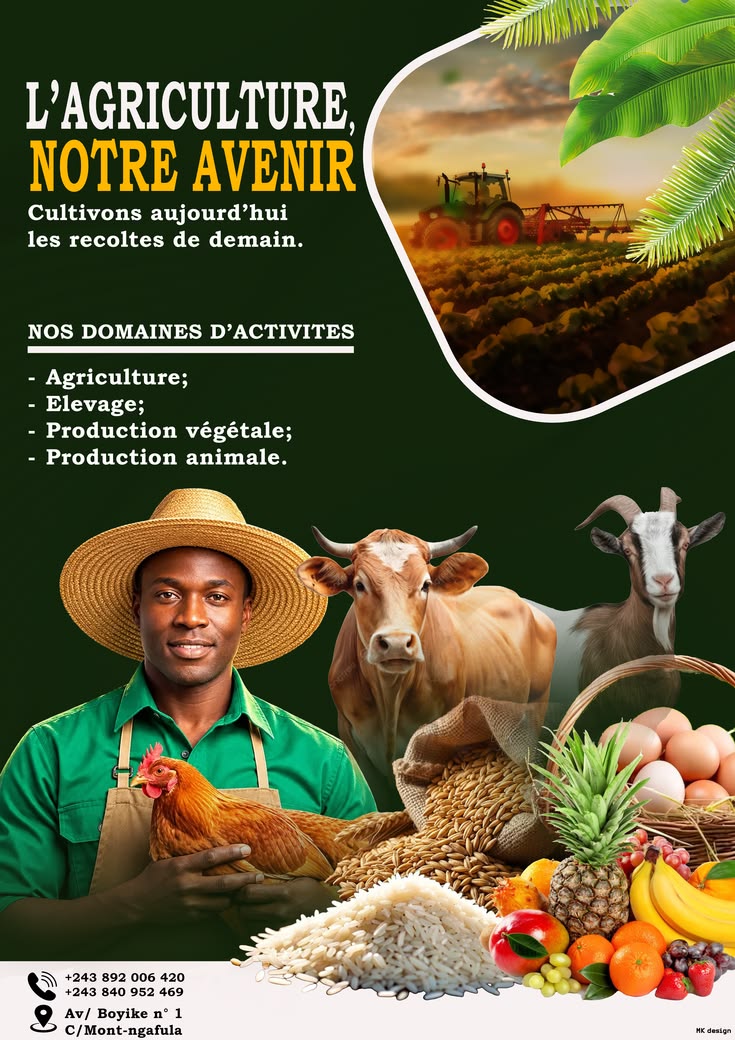 L'AGRICULTURE,
NOTRE AVENIR
Cultivons aujourd'hui
les recoltes de demain.
NOS DOMAINES D'ACTIVITES
- Agriculture;
- Elevage;
- Production végétale;
- Production animale.
+243 892 006 420
+243 840 952 469
Av/ Boyike n° 1
C/Mont-ngafula
MK design